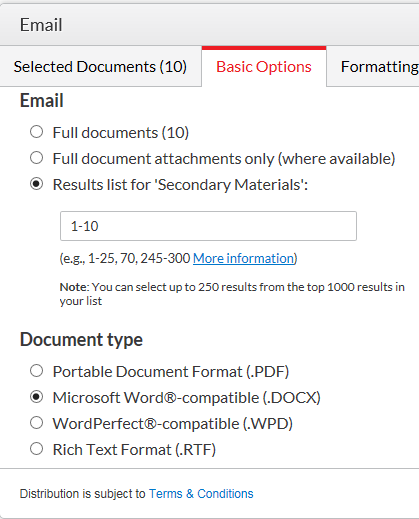 Email
Selected Documents (10) Basic Options Formatting
Email
Full documents (10)
Full document attachments only (where available)
Results list for 'Secondary Materials':
1-10
(e.g., 1-25, 70, 245-300 More information)
Note: You can select up to 250 results from the top 1000 results in
your list
Document type
Portable Document Format (.PDF)
Microsoft Word®-compatible (.DOCX)
WordPerfect®-compatible (.WPD)
Rich Text Format (.RTF)
Distribution is subject to Terms & Conditions